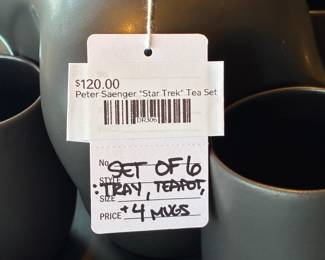 $120.00
Peter Saenger "Star Trek" Tea Set
DR306
No.
SET OF 6
STYLE
: TRAY, TEAPOT,
SIZE
PRICE + 4 MUGS